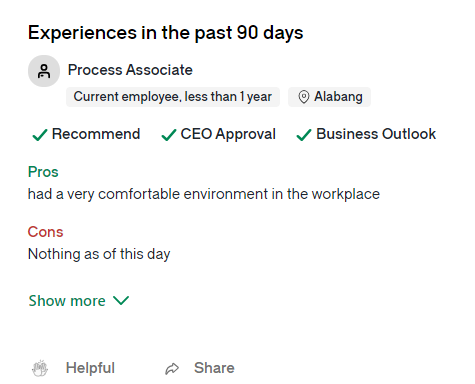 Experiences in the past 90 days
Process Associate
Current employee, less than 1 year
Alabang
Recommend
CEO Approval
Business Outlook
Pros
had a very comfortable environment in the workplace
Cons
Nothing as of this day
Show more
Helpful
Share